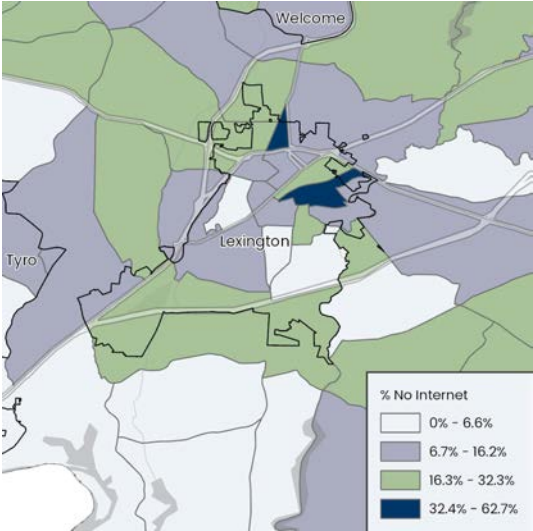 Welcome
Lexington
Tyro
% No Internet
0% - 6.6%
6.7% - 16.2%
16.3% - 32.3%
32.4% - 62.7%